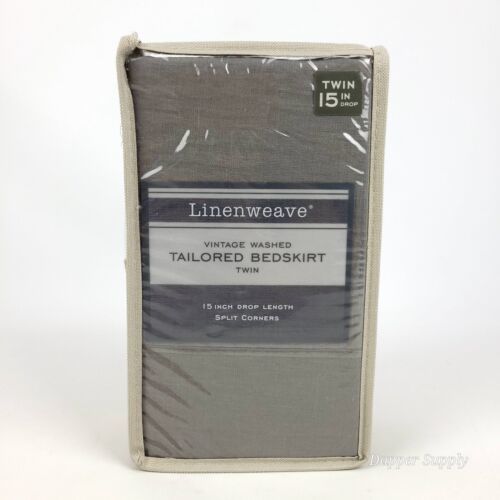 TWIN
15 IN
DROP
Linenweave®
VINTAGE WASHED
TAILORED BEDSKIRT
TWIN
15 INCH DROP LENGTH
SPLIT CORNERS
Dapper Supply